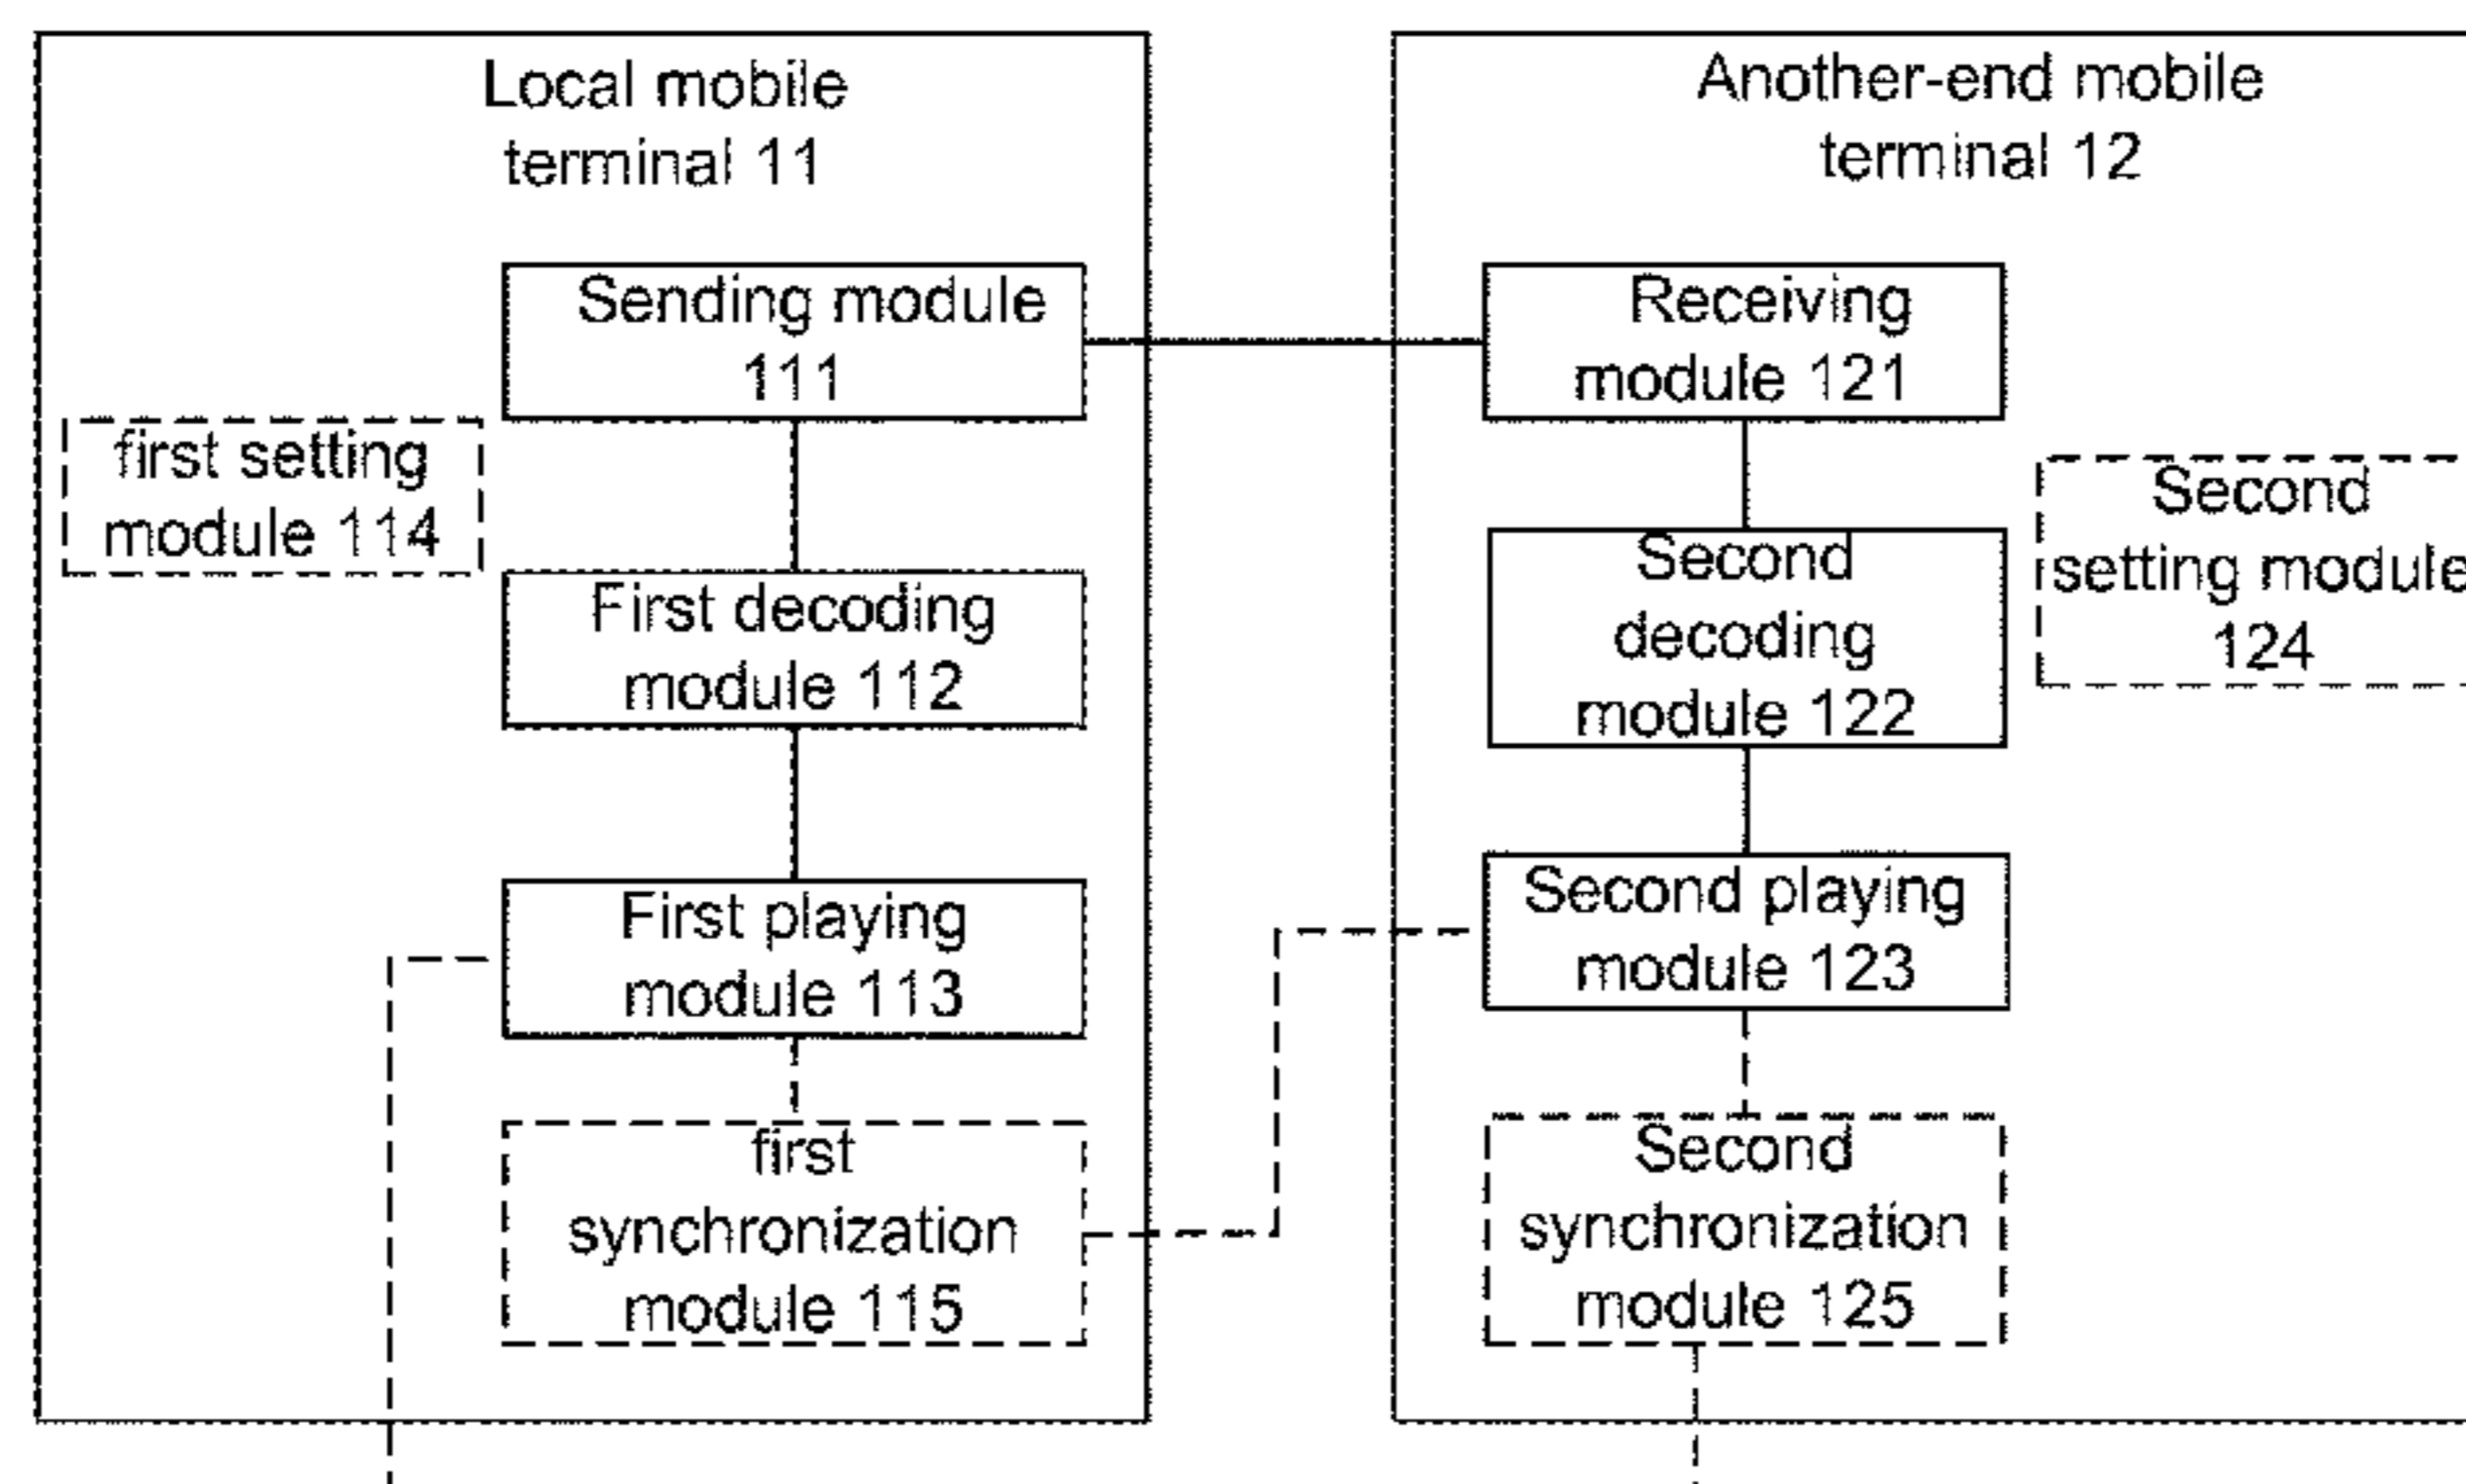 Local mobile
terminal 11
Sending module
111
first setting
module 114
First decoding
module 112
First playing
module 113
first
synchronization
module 115
Another-end mobile
terminal 12
Receiving
module 121
Second
decoding
module 122
Second
setting module
124
Second playing
module 123
Second
synchronization
module 125